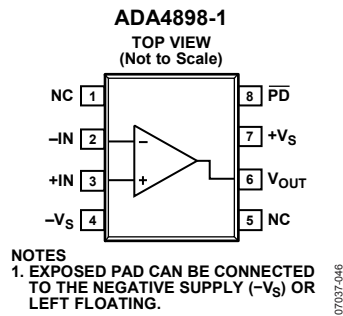 ADA4898-1
TOP VIEW
(Not to Scale)
NC 1
–IN 2
+IN 3
–VS 4
8 PD
7 +VS
6 VOUT
5 NC
–
+
NOTES
1. EXPOSED PAD CAN BE CONNECTED
TO THE NEGATIVE SUPPLY (–VS) OR
LEFT FLOATING.
07037-046